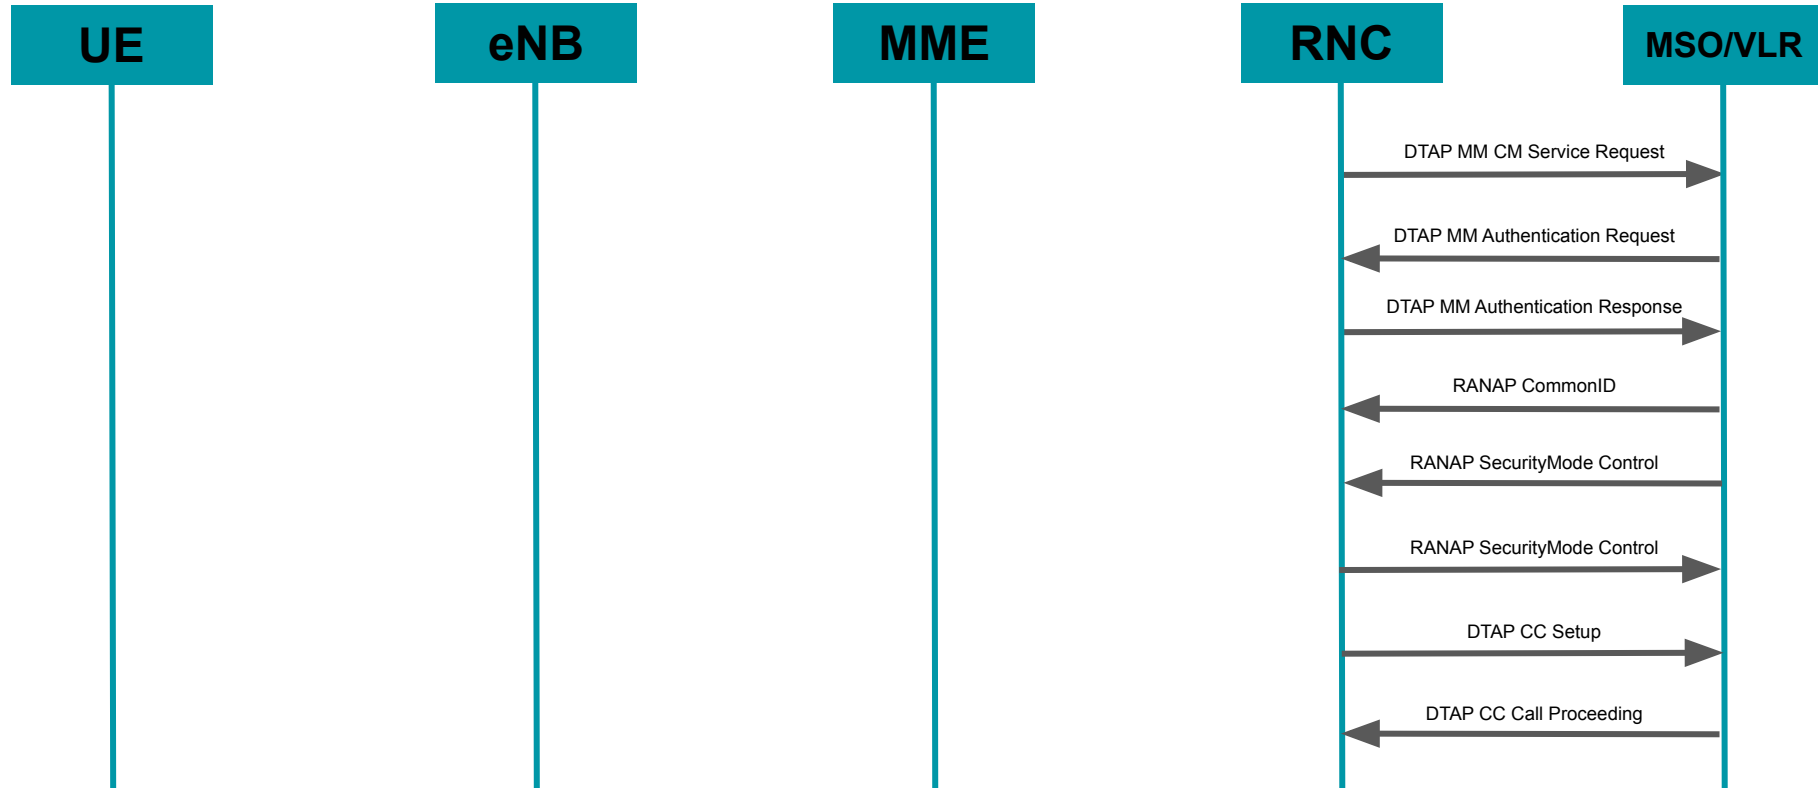 UE
eNB
MME
RNC
MSO/VLR
DTAP MM CM Service Request
DTAP MM Authentication Request
DTAP MM Authentication Response
RANAP CommonID
RANAP SecurityMode Control
RANAP SecurityMode Control
DTAP CC Setup
DTAP CC Call Proceeding